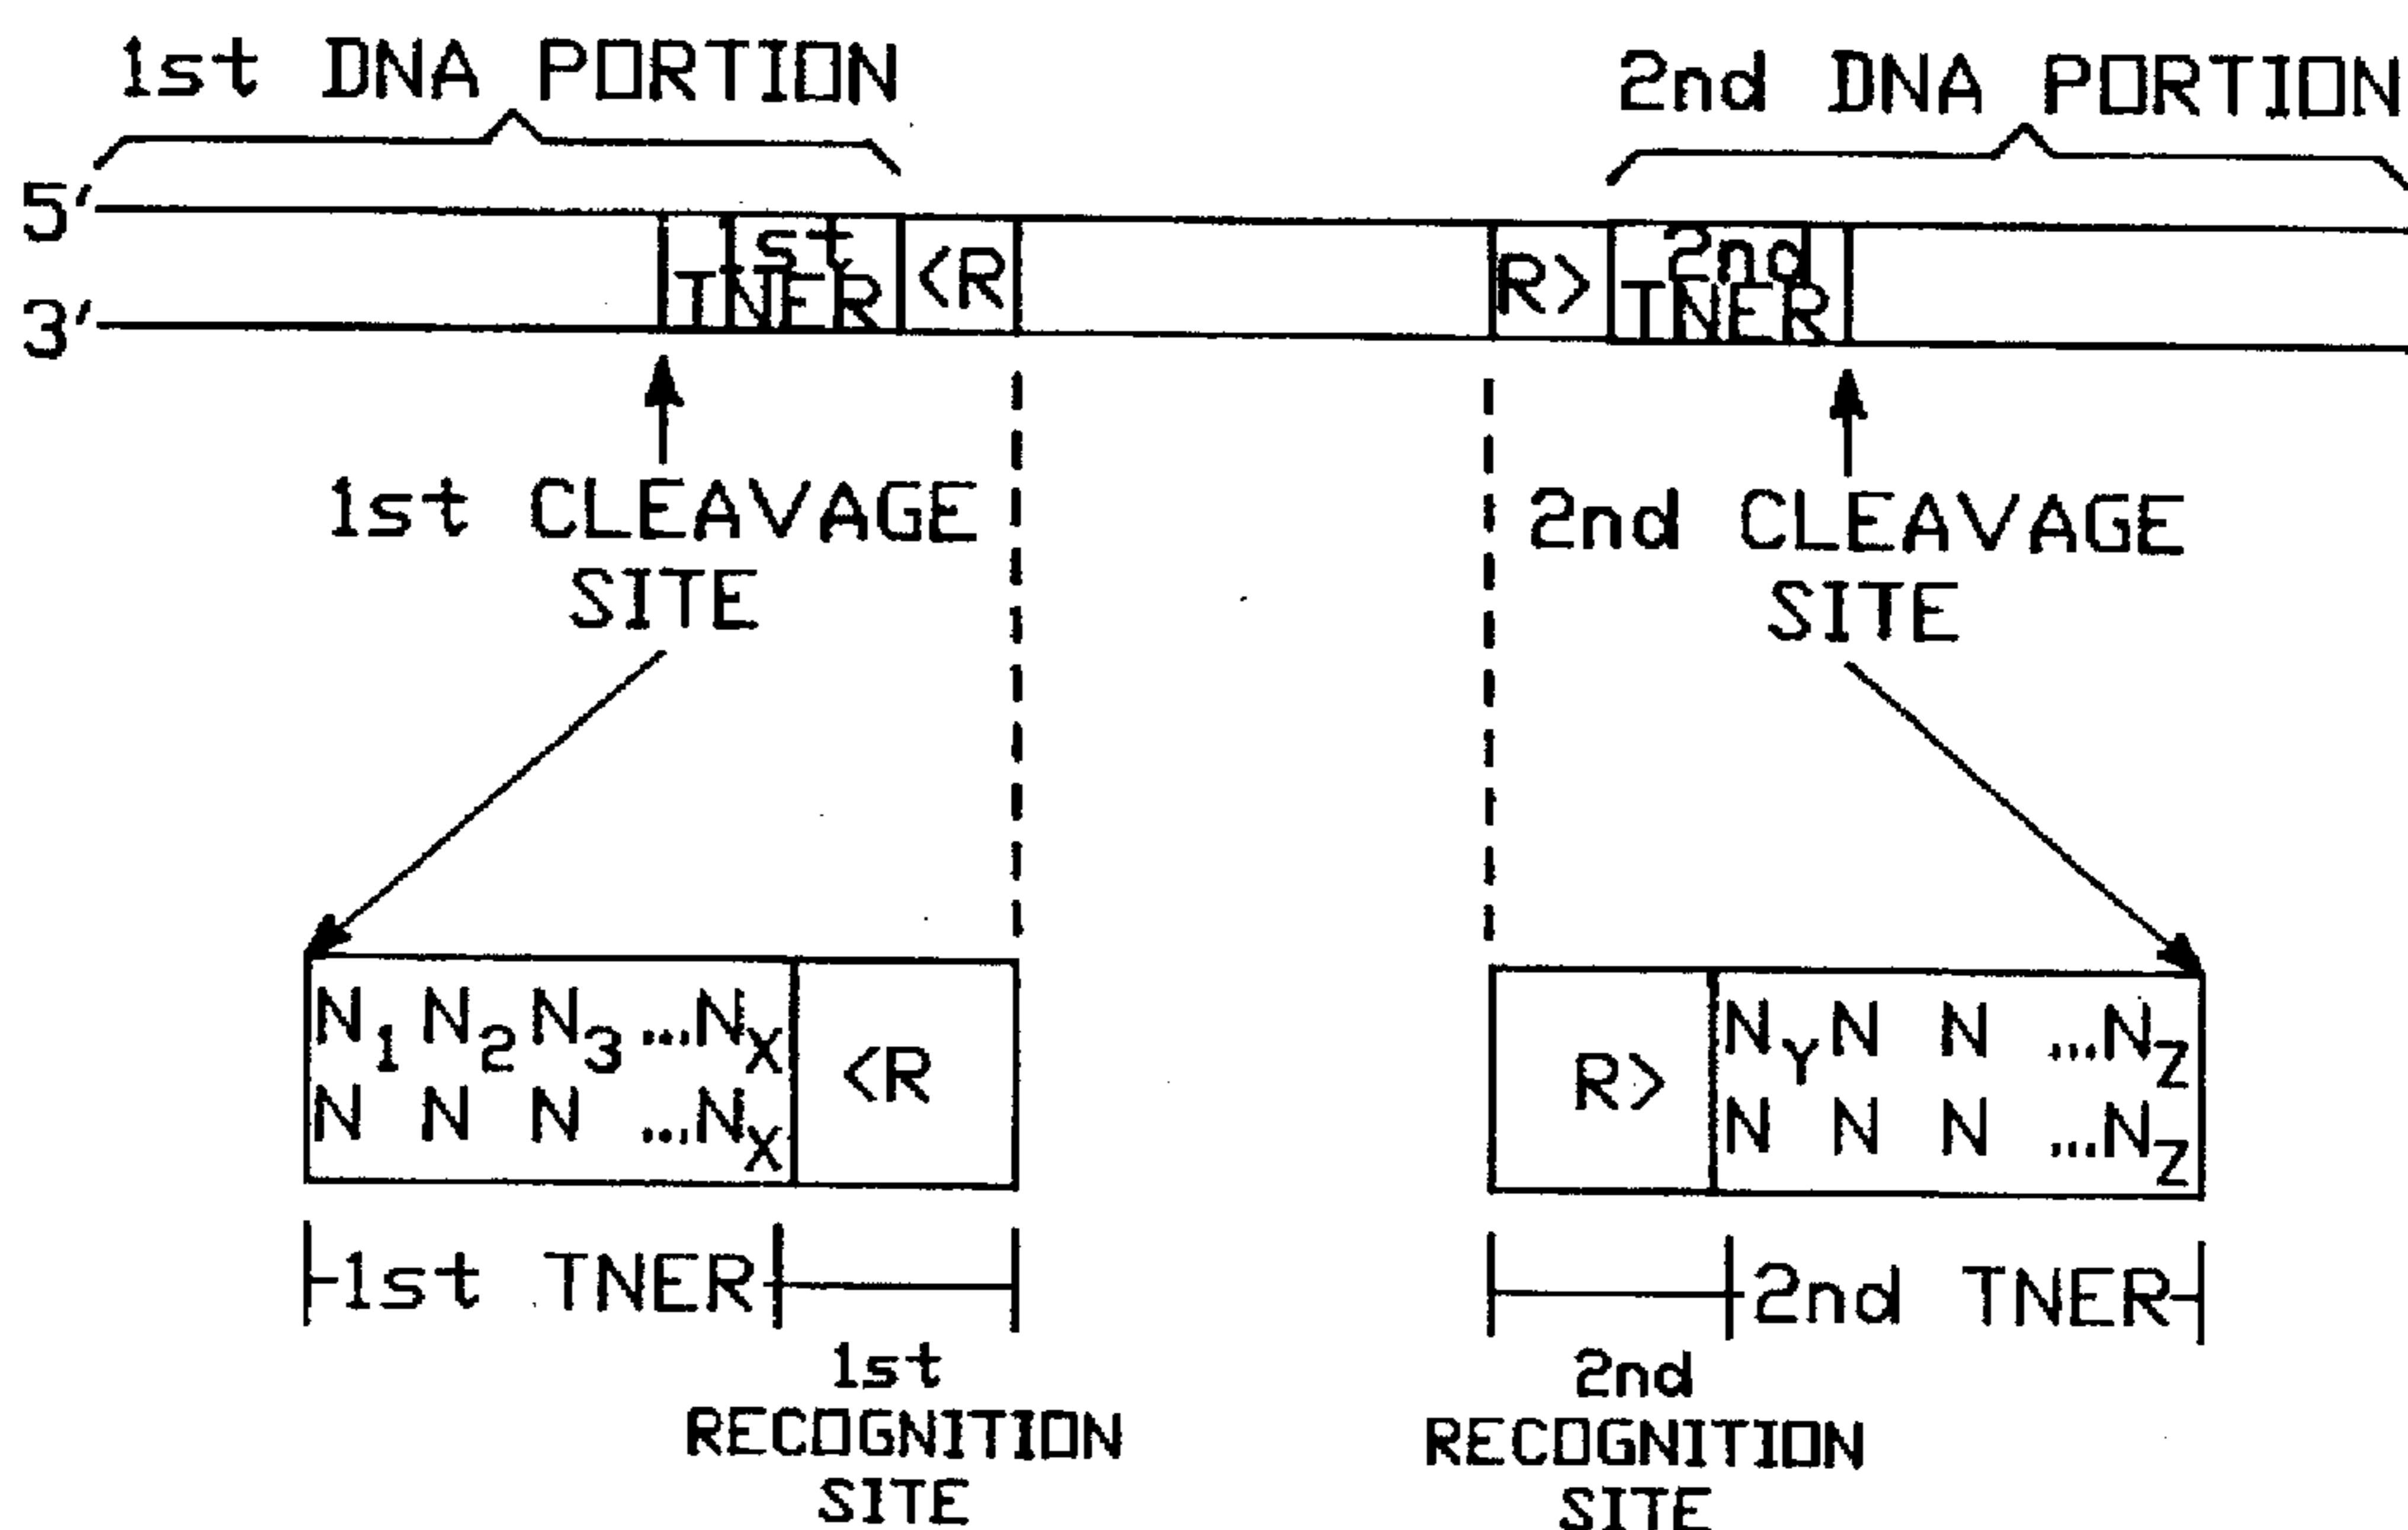 1st DNA PORTION
2nd DNA PORTION
5'
3'
1st
TNER
<R
R>
2nd
TNER
1st CLEAVAGE
SITE
2nd CLEAVAGE
SITE
N1 N2 N3 ...NX
N N N ...NX
<R
R>
NY N N ...NZ
N N N ...NZ
1st TNER
2nd TNER
1st
RECOGNITION
SITE
2nd
RECOGNITION
SITE